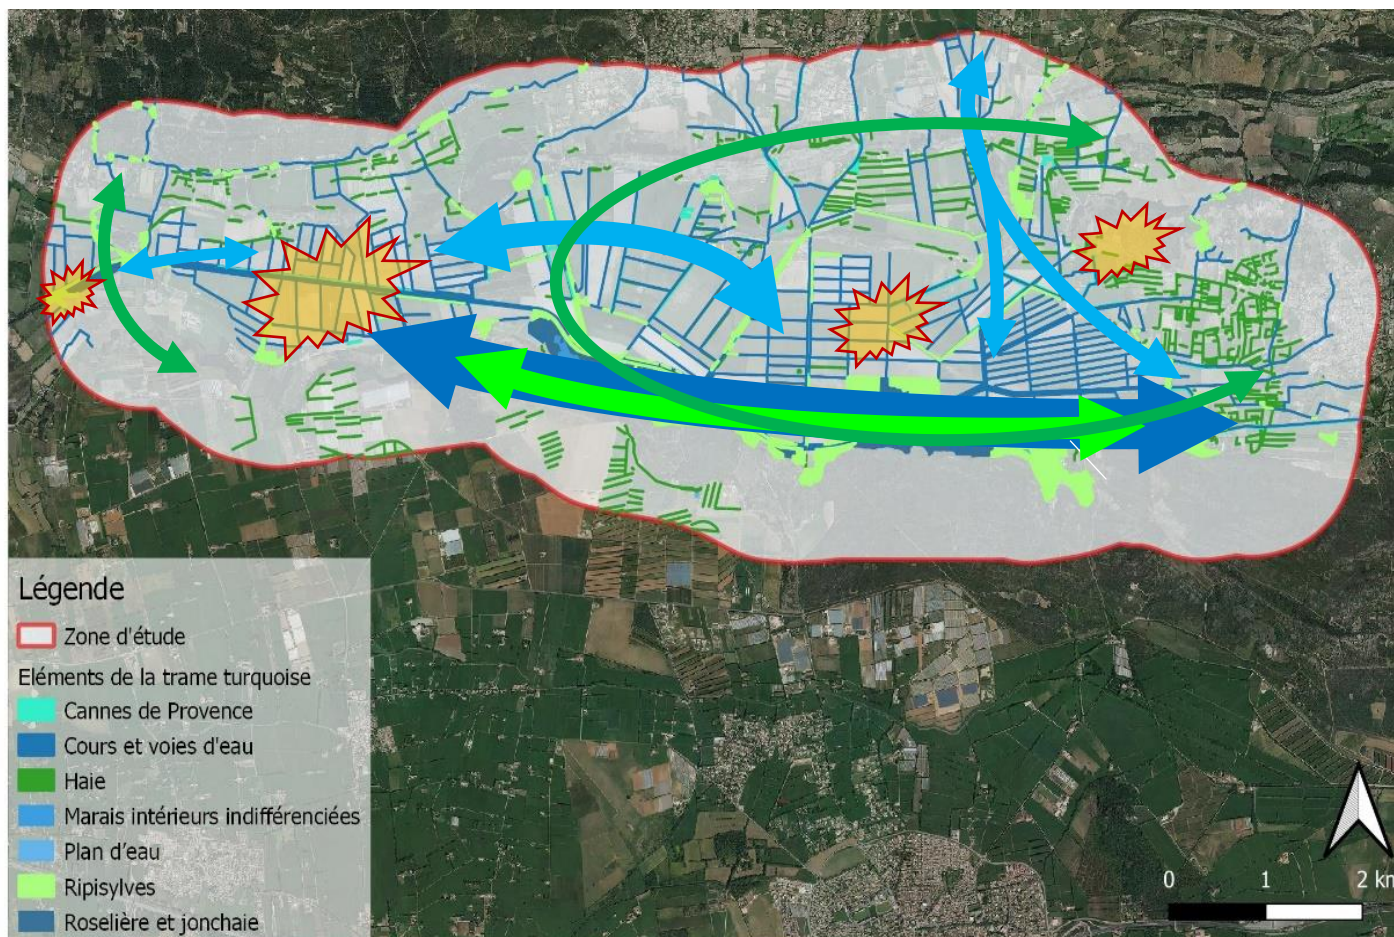 Légende
Zone d'étude
Eléments de la trame turquoise
Cannes de Provence
Cours et voies d'eau
Haie
Marais intérieurs indifférenciées
Plan d'eau
Ripisylves
Roselière et jonchaie
0 1 2 km